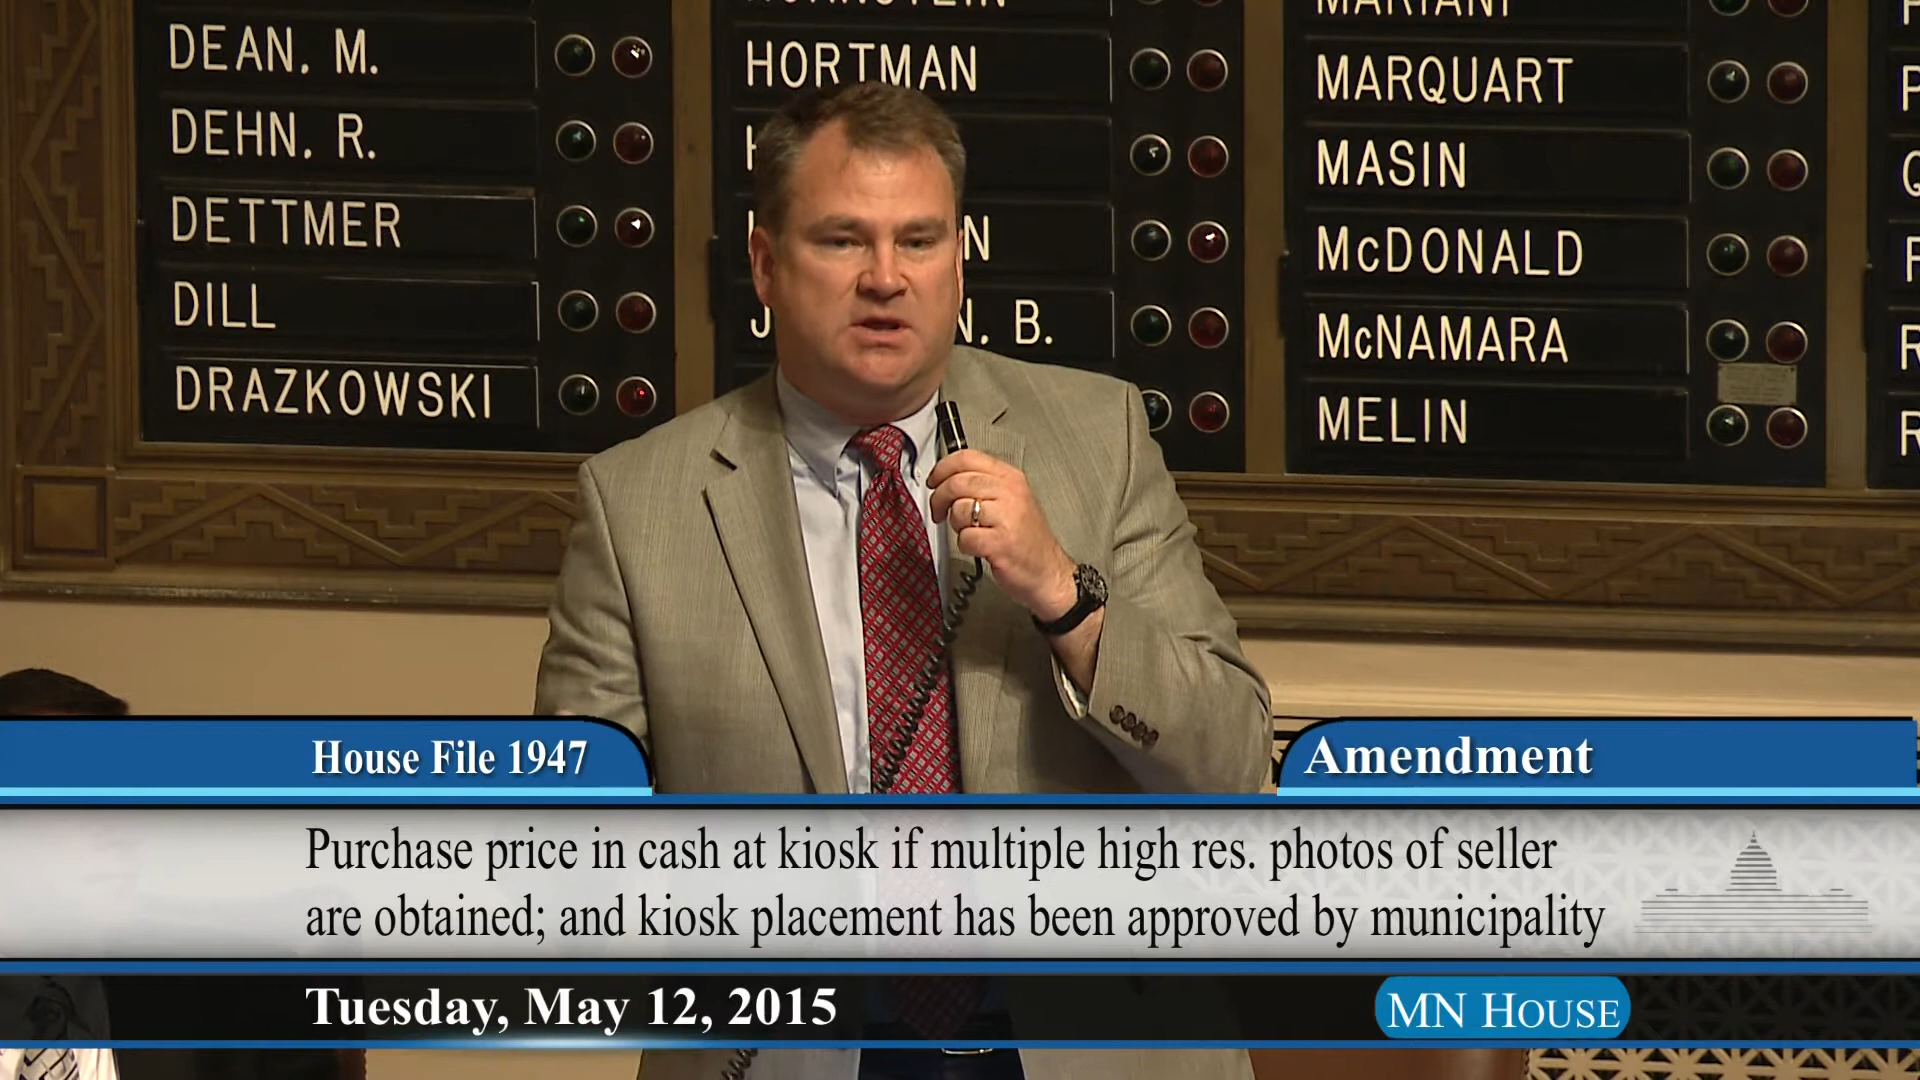 DEAN, M.
DEHN, R.
DETTMER
DILL
DRAZKOWSKI
HORTMAN
N. B.
MARIANI
MARQUART
MASIN
McDONALD
McNAMARA
MELIN
House File 1947
Amendment
Purchase price in cash at kiosk if multiple high res. photos of seller
are obtained; and kiosk placement has been approved by municipality
Tuesday, May 12, 2015
MN HOUSE